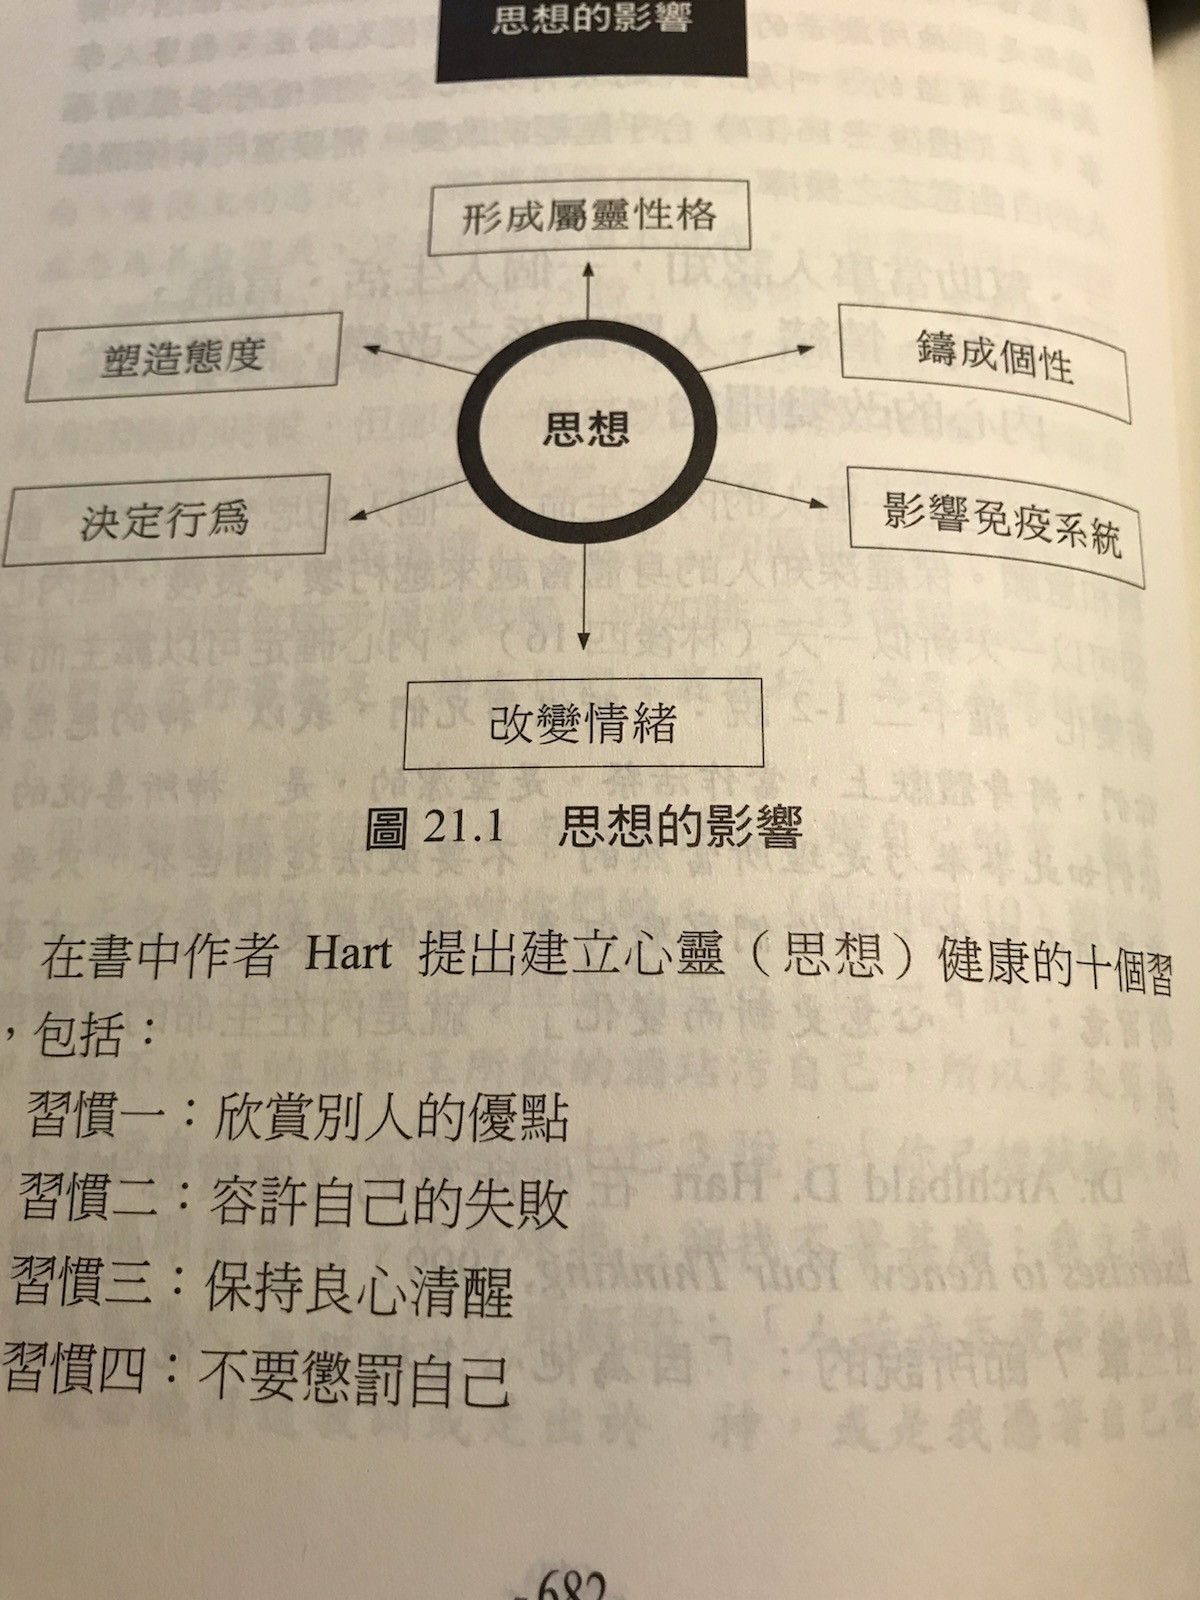 思想的影響
形成屬靈性格
塑造態度
鑄成個性
思想
決定行為
影響免疫系統
改變情緒
圖 21.1 思想的影響
在書中作者 Hart 提出建立心靈（思想）健康的十個習
，包括：
習慣一：欣賞別人的優點
習慣二：容許自己的失敗
習慣三：保持良心清醒
習慣四：不要懲罰自己
- 682